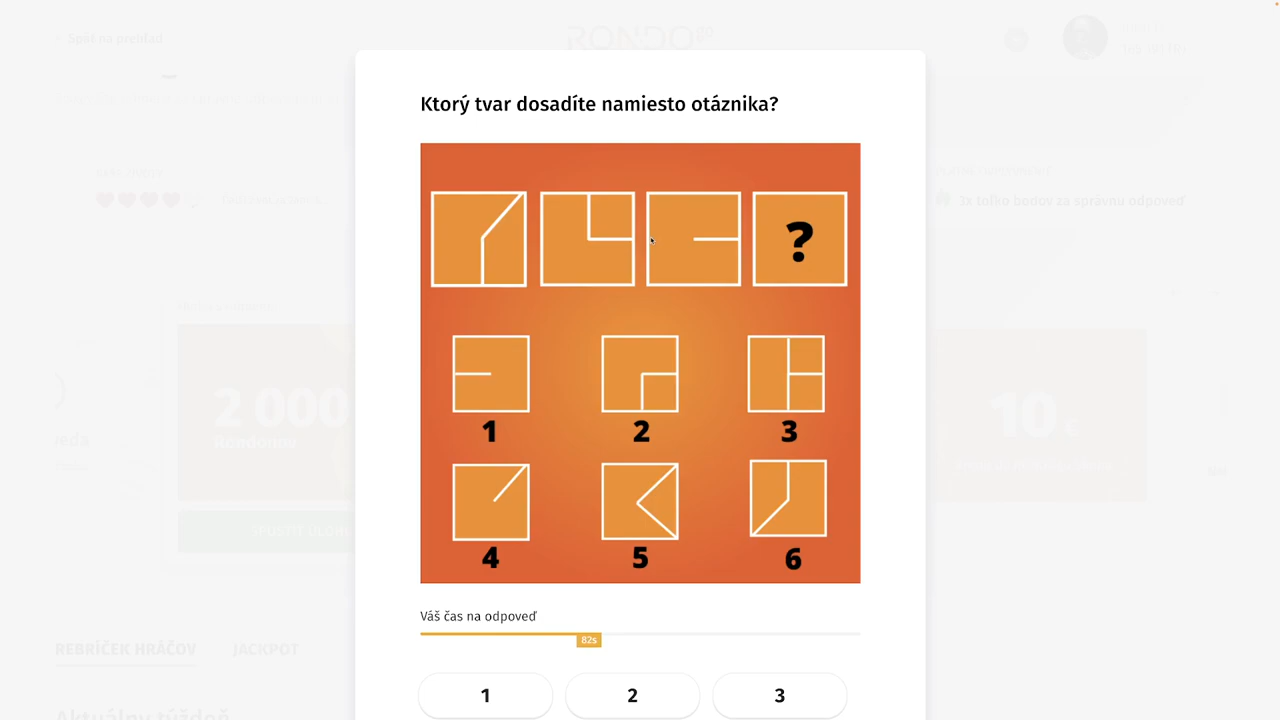 Späť na prehľad
RONDO
Ktorý tvar dosadíte namiesto otáznika?
1x toľko bodov za správnu odpoveď
?
2 000
10
1
2
3
4
5
6
Váš čas na odpoveď
82s
REBRÍČEK HRÁČOV
JACKPOT
1
2
3
Aktuálny týždeň